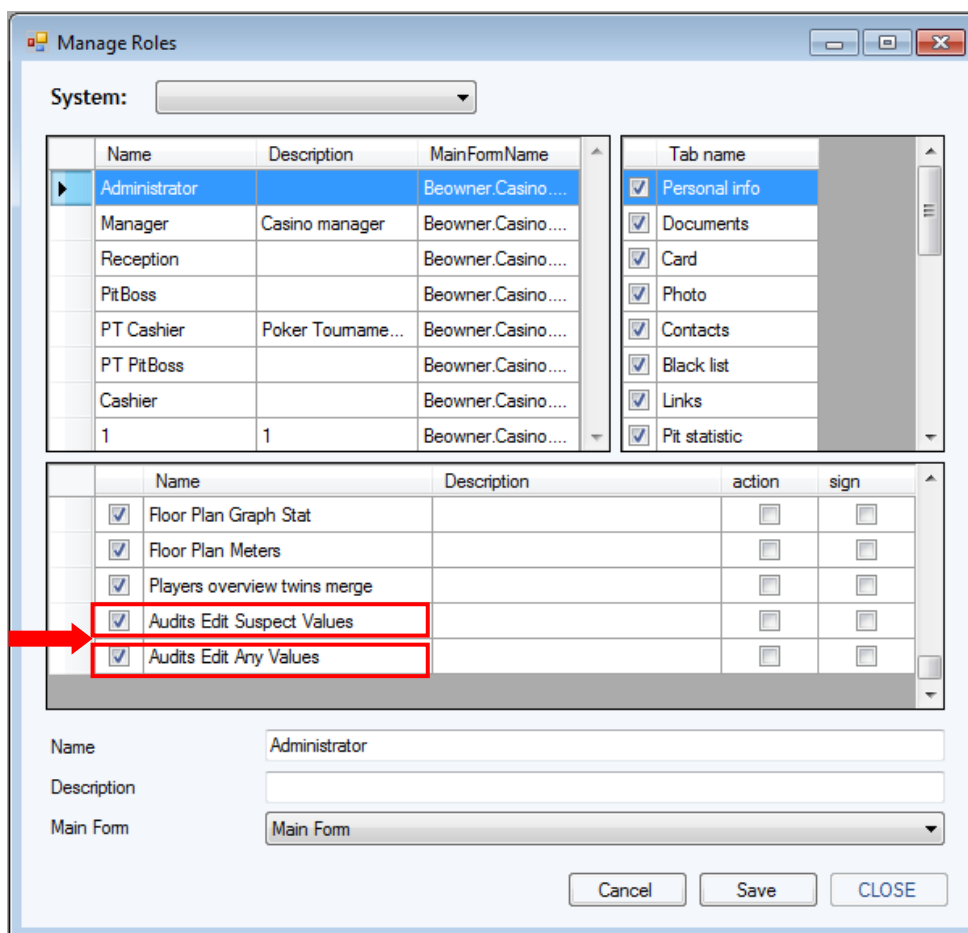 Manage Roles
System:
Name Description MainFormName
Administrator Beowner.Casino....
Manager Casino manager Beowner.Casino....
Reception Beowner.Casino....
PitBoss Beowner.Casino....
PT Cashier Poker Tourname... Beowner.Casino....
PT PitBoss Beowner.Casino....
Cashier Beowner.Casino....
1 1 Beowner.Casino....
Tab name
Personal info
Documents
Card
Photo
Contacts
Black list
Links
Pit statistic
Name Description action sign
Floor Plan Graph Stat
Floor Plan Meters
Players overview twins merge
Audits Edit Suspect Values
Audits Edit Any Values
Name Administrator
Description
Main Form Main Form
Cancel Save CLOSE